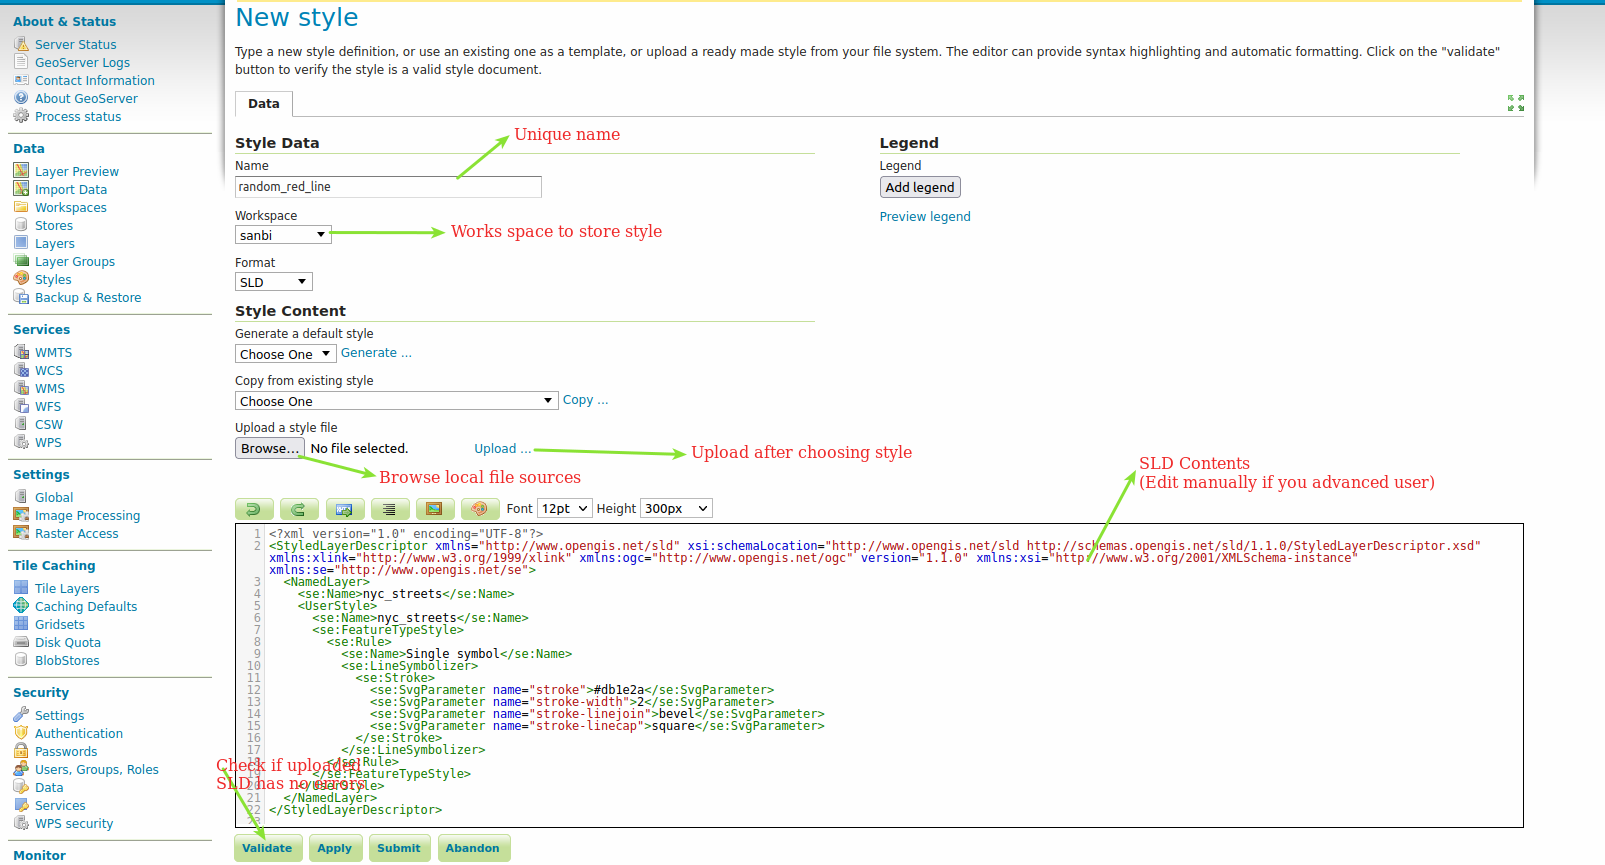 About & Status
Server Status
GeoServer Logs
Contact Information
About GeoServer
Process status
Data
Layer Preview
Import Data
Workspaces
Stores
Layers
Layer Groups
Styles
Backup & Restore
Services
WMTS
WCS
WMS
WFS
CSW
WPS
Settings
Global
Image Processing
Raster Access
Tile Caching
Tile Layers
Caching Defaults
Gridsets
Disk Quota
BlobStores
Security
Settings
Authentication
Passwords
Users, Groups, Roles
Data
Services
WPS security
Monitor
New style
Type a new style definition, or use an existing one as a template, or upload a ready made style from your file system. The editor can provide syntax highlighting and automatic formatting. Click on the "validate"
button to verify the style is a valid style document.
Data
Style Data
Unique name
Name
random_red_line
Workspace
sanbi
Works space to store style
Format
SLD
Legend
Legend
Add legend
Preview legend
Style Content
Generate a default style
Choose One Generate ...
Copy from existing style
Choose One Copy ...
Upload a style file
Browse... No file selected. Upload ...
Upload after choosing style
Browse local file sources
SLD Contents
(Edit manually if you advanced user)
Font 12pt Height 300px
1 <?xml version="1.0" encoding="UTF-8"?>
2 <StyledLayerDescriptor xmlns="http://www.opengis.net/sld" xsi:schemaLocation="http://www.opengis.net/sld http://schemas.opengis.net/sld/1.1.0/StyledLayerDescriptor.xsd"
xmlns:xlink="http://www.w3.org/1999/xlink" xmlns:ogc="http://www.opengis.net/ogc" version="1.1.0" xmlns:xsi="http://www.w3.org/2001/XMLSchema-instance"
xmlns:se="http://www.opengis.net/se">
3 <NamedLayer>
4 <se:Name>nyc_streets</se:Name>
5 <UserStyle>
6 <se:Name>nyc_streets</se:Name>
7 <se:FeatureTypeStyle>
8 <se:Rule>
9 <se:Name>Single symbol</se:Name>
10 <se:LineSymbolizer>
11 <se:Stroke>
12 <se:SvgParameter name="stroke">#db1e2a</se:SvgParameter>
13 <se:SvgParameter name="stroke-width">2</se:SvgParameter>
14 <se:SvgParameter name="stroke-linejoin">bevel</se:SvgParameter>
15 <se:SvgParameter name="stroke-linecap">square</se:SvgParameter>
16 </se:Stroke>
17 </se:LineSymbolizer>
18 </se:Rule>
19 </se:FeatureTypeStyle>
20 </UserStyle>
21 </NamedLayer>
22 </StyledLayerDescriptor>
23
Check if uploaded
SLD has no errors
Validate Apply Submit Abandon